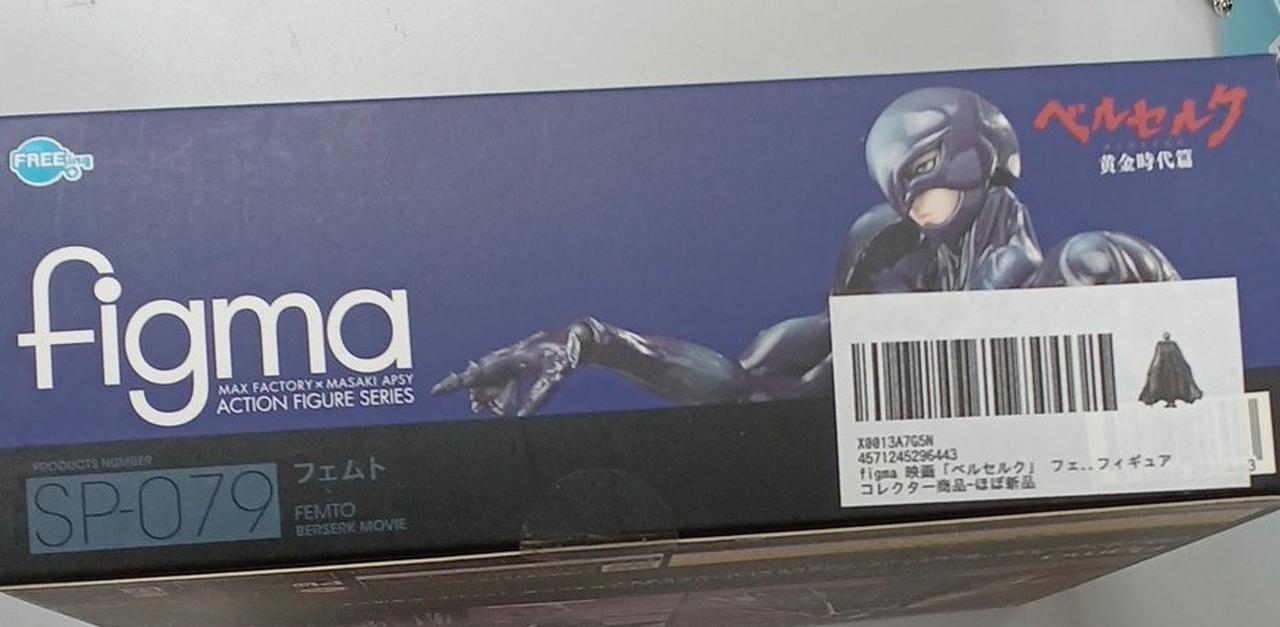 FREEing
ベルセルク
黄金時代篇
figma
MAX FACTORY × MASAKI APSY
ACTION FIGURE SERIES
PRODUCTS NUMBER
SP-079
フェムト
FEMTO
BERSERK MOVIE
X0013A7G5N
4571245296443
figma 映画「ベルセルク」 フェ..フィギュア
コレクター商品-ほぼ新品
3